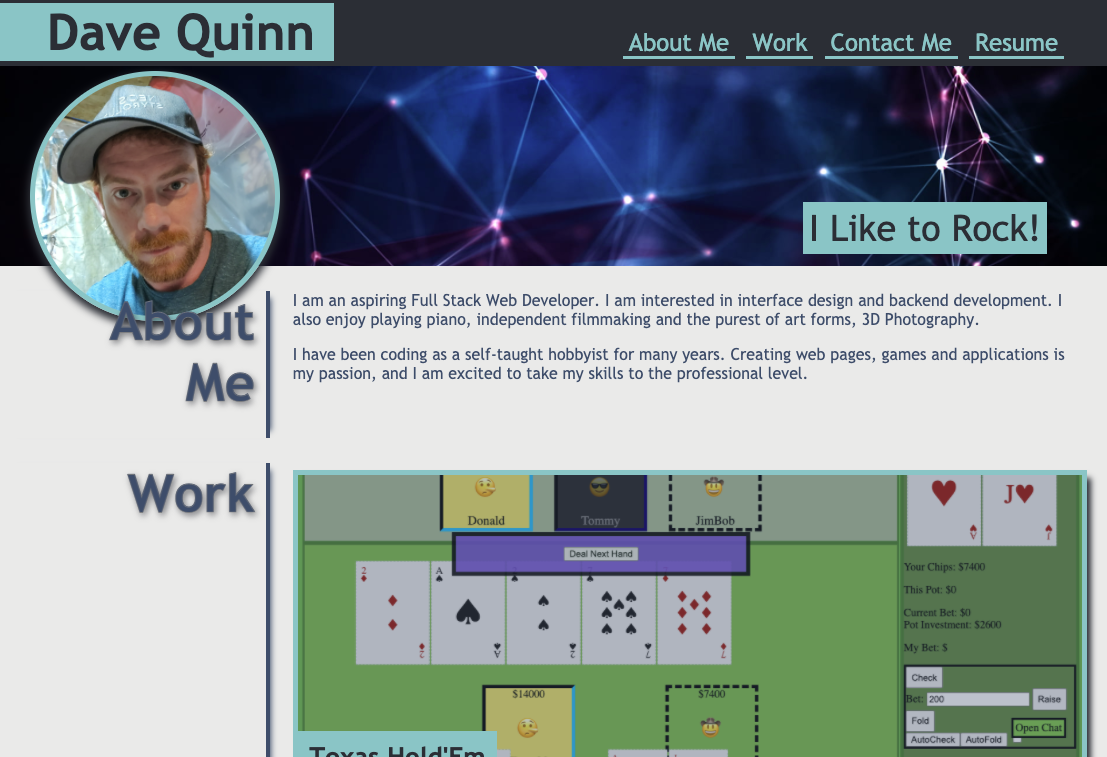 Dave Quinn
About Me
Work
Contact Me
Resume
I Like to Rock!
About
Me
I am an aspiring Full Stack Web Developer. I am interested in interface design and backend development. I
also enjoy playing piano, independent filmmaking and the purest of art forms, 3D Photography.
I have been coding as a self-taught hobbyist for many years. Creating web pages, games and applications is
my passion, and I am excited to take my skills to the professional level.
Work
Donald
Tommy
JimBob
Deal Next Hand
2
A
2
A
2
7
7
J
A
J
Your Chips: $7400
This Pot: $0
Current Bet: $0
Pot Investment: $2600
My Bet: $
Check
Bet: 200
Raise
Fold
Open Chat
AutoCheck
AutoFold
$14000
$7400
Texas Hold'Em